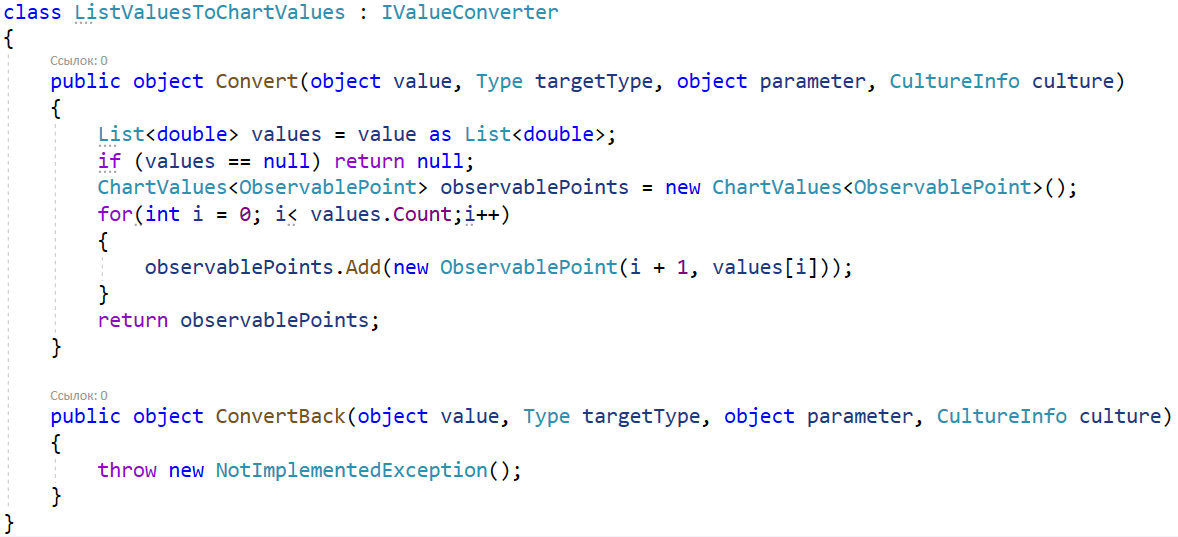 class ListValuesToChartValues : IValueConverter
{
    Ссылок: 0
    public object Convert(object value, Type targetType, object parameter, CultureInfo culture)
    {
        List<double> values = value as List<double>;
        if (values == null) return null;
        ChartValues<ObservablePoint> observablePoints = new ChartValues<ObservablePoint>();
        for(int i = 0; i< values.Count;i++)
        {
            observablePoints.Add(new ObservablePoint(i + 1, values[i]));
        }
        return observablePoints;
    }
    Ссылок: 0
    public object ConvertBack(object value, Type targetType, object parameter, CultureInfo culture)
    {
        throw new NotImplementedException();
    }
}